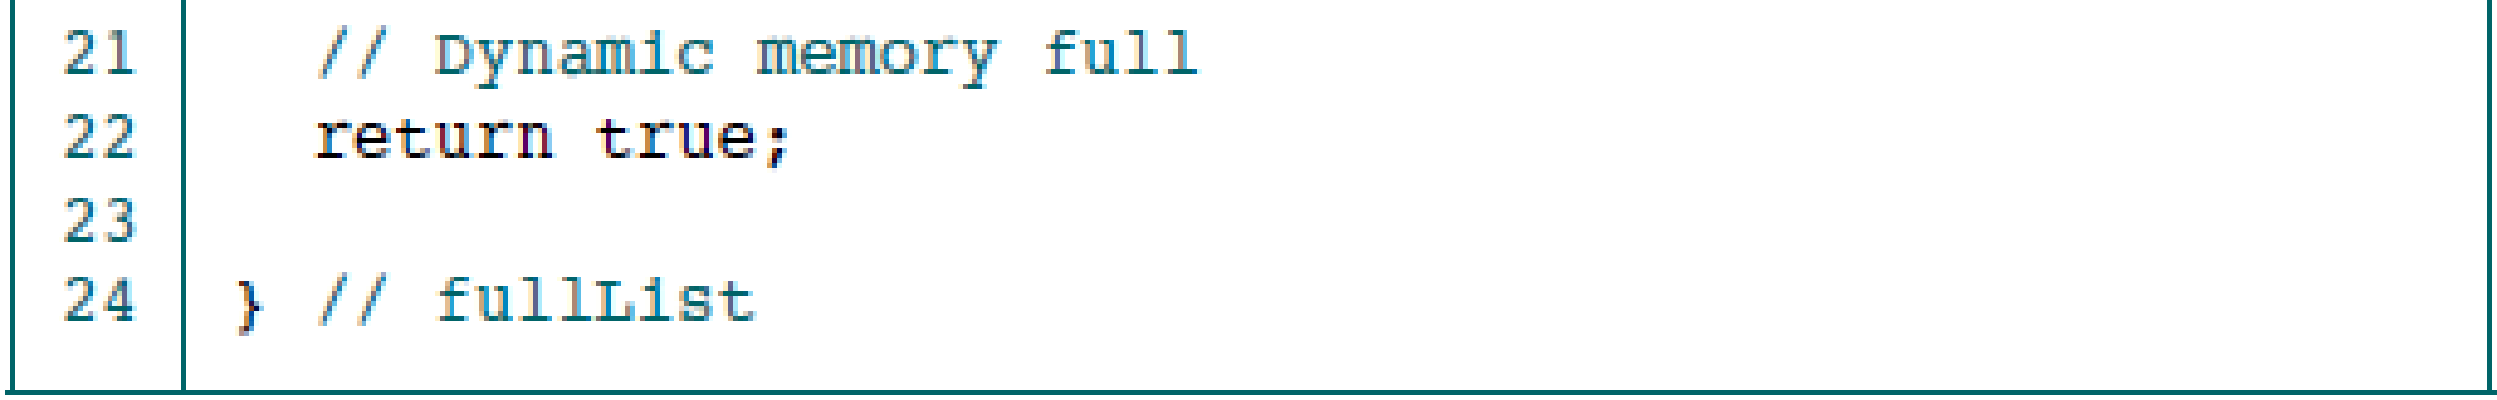 21 // Dynamic memory full
22 return true;
23
24 } // fullList